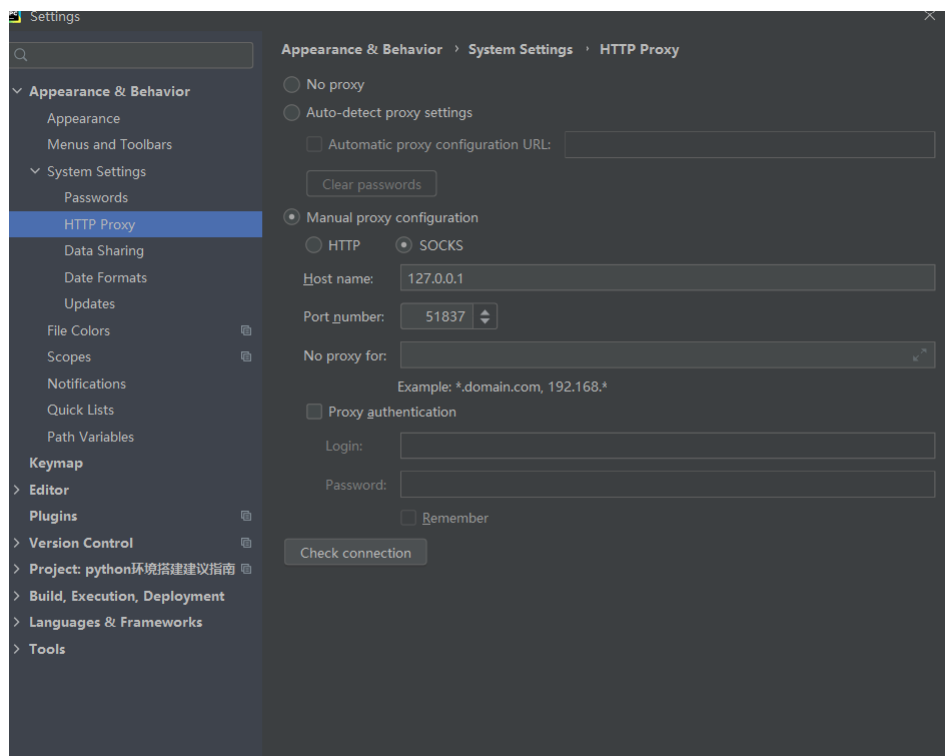 Settings
Appearance & Behavior › System Settings › HTTP Proxy
Appearance & Behavior
Appearance
Menus and Toolbars
System Settings
Passwords
HTTP Proxy
Data Sharing
Date Formats
Updates
File Colors
Scopes
Notifications
Quick Lists
Path Variables
Keymap
Editor
Plugins
Version Control
Project: python环境搭建建议指南
Build, Execution, Deployment
Languages & Frameworks
Tools
No proxy
Auto-detect proxy settings
Automatic proxy configuration URL:
Clear passwords
Manual proxy configuration
HTTP SOCKS
Host name: 127.0.0.1
Port number: 51837
No proxy for:
Example: *.domain.com, 192.168.*
Proxy authentication
Login:
Password:
Remember
Check connection